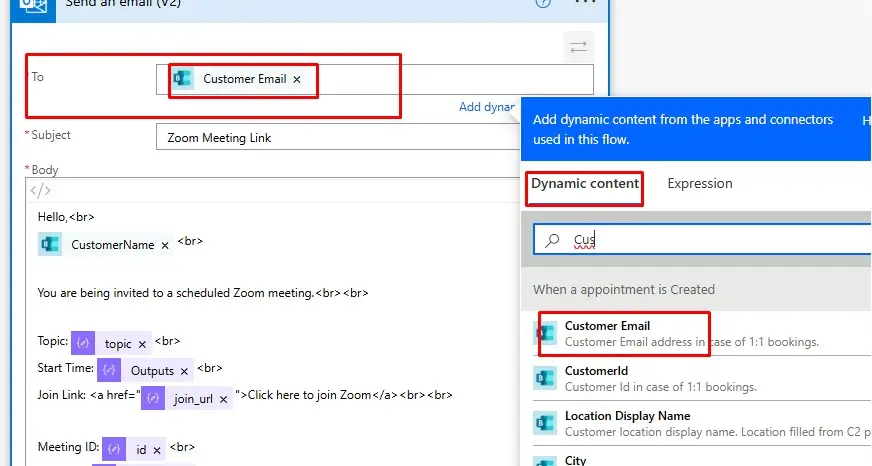 Send an email (V2)
*To
Customer Email ×
Add dynar
*Subject
Zoom Meeting Link
*Body
</>
Hello,<br>
CustomerName × <br>
You are being invited to a scheduled Zoom meeting.<br><br>
Topic: topic × <br>
Start Time: Outputs × <br>
Join Link: <a href=" join_url × ">Click here to join Zoom</a><br><br>
Meeting ID: id × <br>
Add dynamic content from the apps and connectors
used in this flow.
H
Dynamic content
Expression
Cus
When a appointment is Created
Customer Email
Customer Email address in case of 1:1 bookings.
CustomerId
Customer Id in case of 1:1 bookings.
Location Display Name
Customer location display name. Location filled from C2 p
City